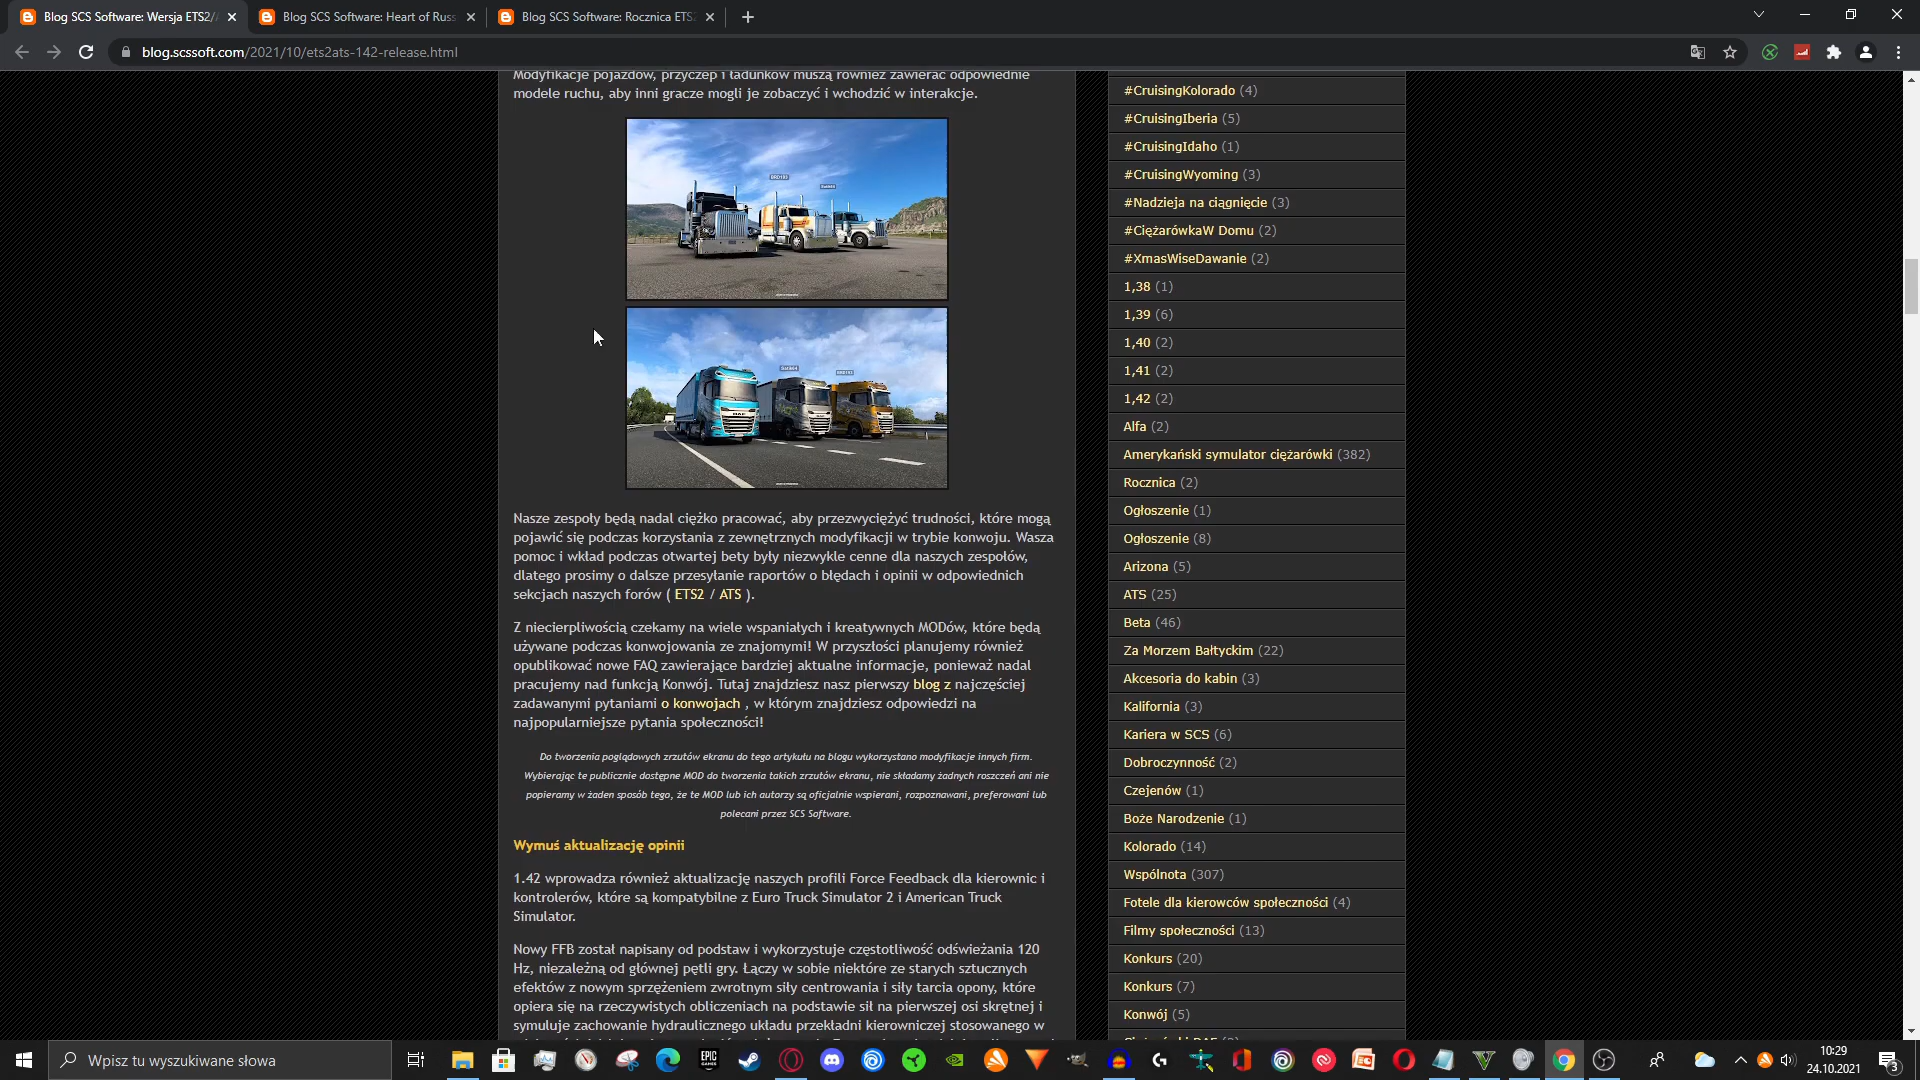 Blog SCS Software: Wersja ETS2/A
Blog SCS Software: Heart of Russ
Blog SCS Software: Rocznica ETS
blog.scssoft.com/2021/10/ets2ats-142-release.html
Modyfikacje pojazdów, przyczep i ładunków muszą również zawierać odpowiednie
modele ruchu, aby inni gracze mogli je zobaczyć i wchodzić w interakcje.
Nasze zespoły będą nadal ciężko pracować, aby przezwyciężyć trudności, które mogą
pojawić się podczas korzystania z zewnętrznych modyfikacji w trybie konwoju. Wasza
pomoc i wkład podczas otwartej bety były niezwykle cenne dla naszych zespołów,
dlatego prosimy o dalsze przesyłanie raportów o błędach i opinii w odpowiednich
sekcjach naszych forów ( ETS2 / ATS ).
Z niecierpliwością czekamy na wiele wspaniałych i kreatywnych MODów, które będą
używane podczas konwojowania ze znajomymi! W przyszłości planujemy również
opublikować nowe FAQ zawierające bardziej aktualne informacje, ponieważ nadal
pracujemy nad funkcją Konwój. Tutaj znajdziesz nasz pierwszy blog z najczęściej
zadawanymi pytaniami o konwojach , w którym znajdziesz odpowiedzi na
najpopularniejsze pytania społeczności!
Do tworzenia poglądowych zrzutów ekranu do tego artykułu na blogu wykorzystano modyfikacje innych firm.
Wybierając te publicznie dostępne MOD do tworzenia takich zrzutów ekranu, nie składamy żadnych roszczeń ani nie
popieramy w żaden sposób tego, że te MOD lub ich autorzy są oficjalnie wspierani, rozpoznawani, preferowani lub
polecani przez SCS Software.
Wymuś aktualizację opinii
1.42 wprowadza również aktualizację naszych profili Force Feedback dla kierownic i
kontrolerów, które są kompatybilne z Euro Truck Simulator 2 i American Truck
Simulator.
Nowy FFB został napisany od podstaw i wykorzystuje częstotliwość odświeżania 120
Hz, niezależną od głównej pętli gry. Łączy w sobie niektóre ze starych sztucznych
efektów z nowym sprzężeniem zwrotnym siły centrowania i siły tarcia opony, które
opiera się na rzeczywistych obliczeniach na podstawie sił na pierwszej osi skrętnej i
symuluje zachowanie hydraulicznego układu przekładni kierowniczej stosowanego w
#CruisingKolorado (4)
#CruisingIberia (5)
#CruisingIdaho (1)
#CruisingWyoming (3)
#Nadzieja na ciągnięcie (3)
#CiężarówkaW Domu (2)
#XmasWiseDawanie (2)
1,38 (1)
1,39 (6)
1,40 (2)
1,41 (2)
1,42 (2)
Alfa (2)
Amerykański symulator ciężarówki (382)
Rocznica (2)
Ogłoszenie (1)
Ogłoszenie (8)
Arizona (5)
ATS (25)
Beta (46)
Za Morzem Bałtyckim (22)
Akcesoria do kabin (3)
Kalifornia (3)
Kariera w SCS (6)
Dobroczynność (2)
Czejenów (1)
Boże Narodzenie (1)
Kolorado (14)
Wspólnota (307)
Fotele dla kierowców społeczności (4)
Filmy społeczności (13)
Konkurs (20)
Konkurs (7)
Konwój (5)
Wpisz tu wyszukiwane słowa
EPIC GAMES
10:29
24.10.2021
3